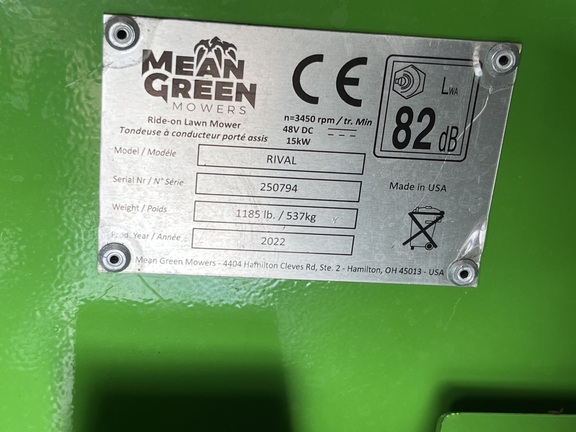 MEAN
GREEN
MOWERS
CE
LWA
82 dB
Ride-on Lawn Mower
Tondeuse à conducteur porté assis
n=3450 rpm / tr. Min
48V DC
15kW
Model / Modèle RIVAL
Serial Nr / N° Série 250794
Made in USA
Weight / Poids 1185 lb. / 537kg
Prod. Year / Année 2022
Mean Green Mowers - 4404 Hamilton Cleves Rd, Ste. 2 - Hamilton, OH 45013 - USA